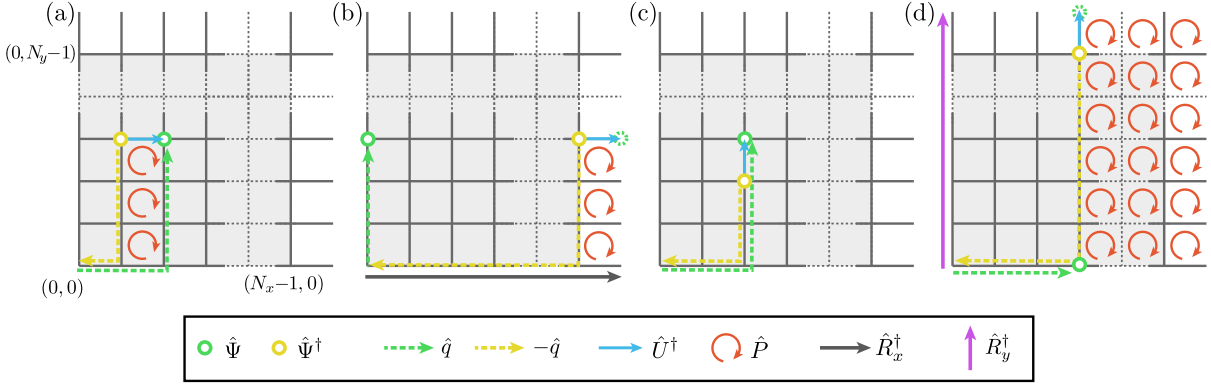 (a) (b) (c) (d)
(0, N_y−1)
(0, 0) (N_x−1, 0)
Ψ̂ Ψ̂† q̂ −q̂ Û† P̂ R̂_x† R̂_y†